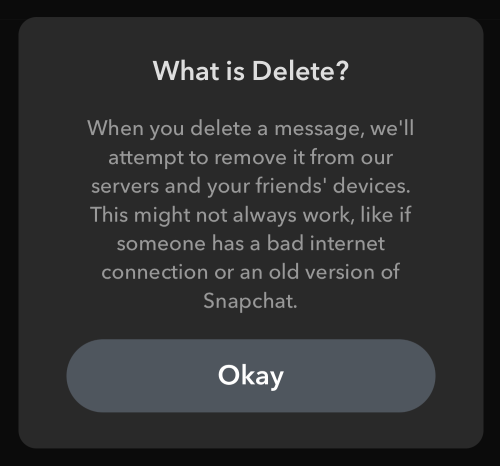 What is Delete?
When you delete a message, we'll
attempt to remove it from our
servers and your friends' devices.
This might not always work, like if
someone has a bad internet
connection or an old version of
Snapchat.
Okay